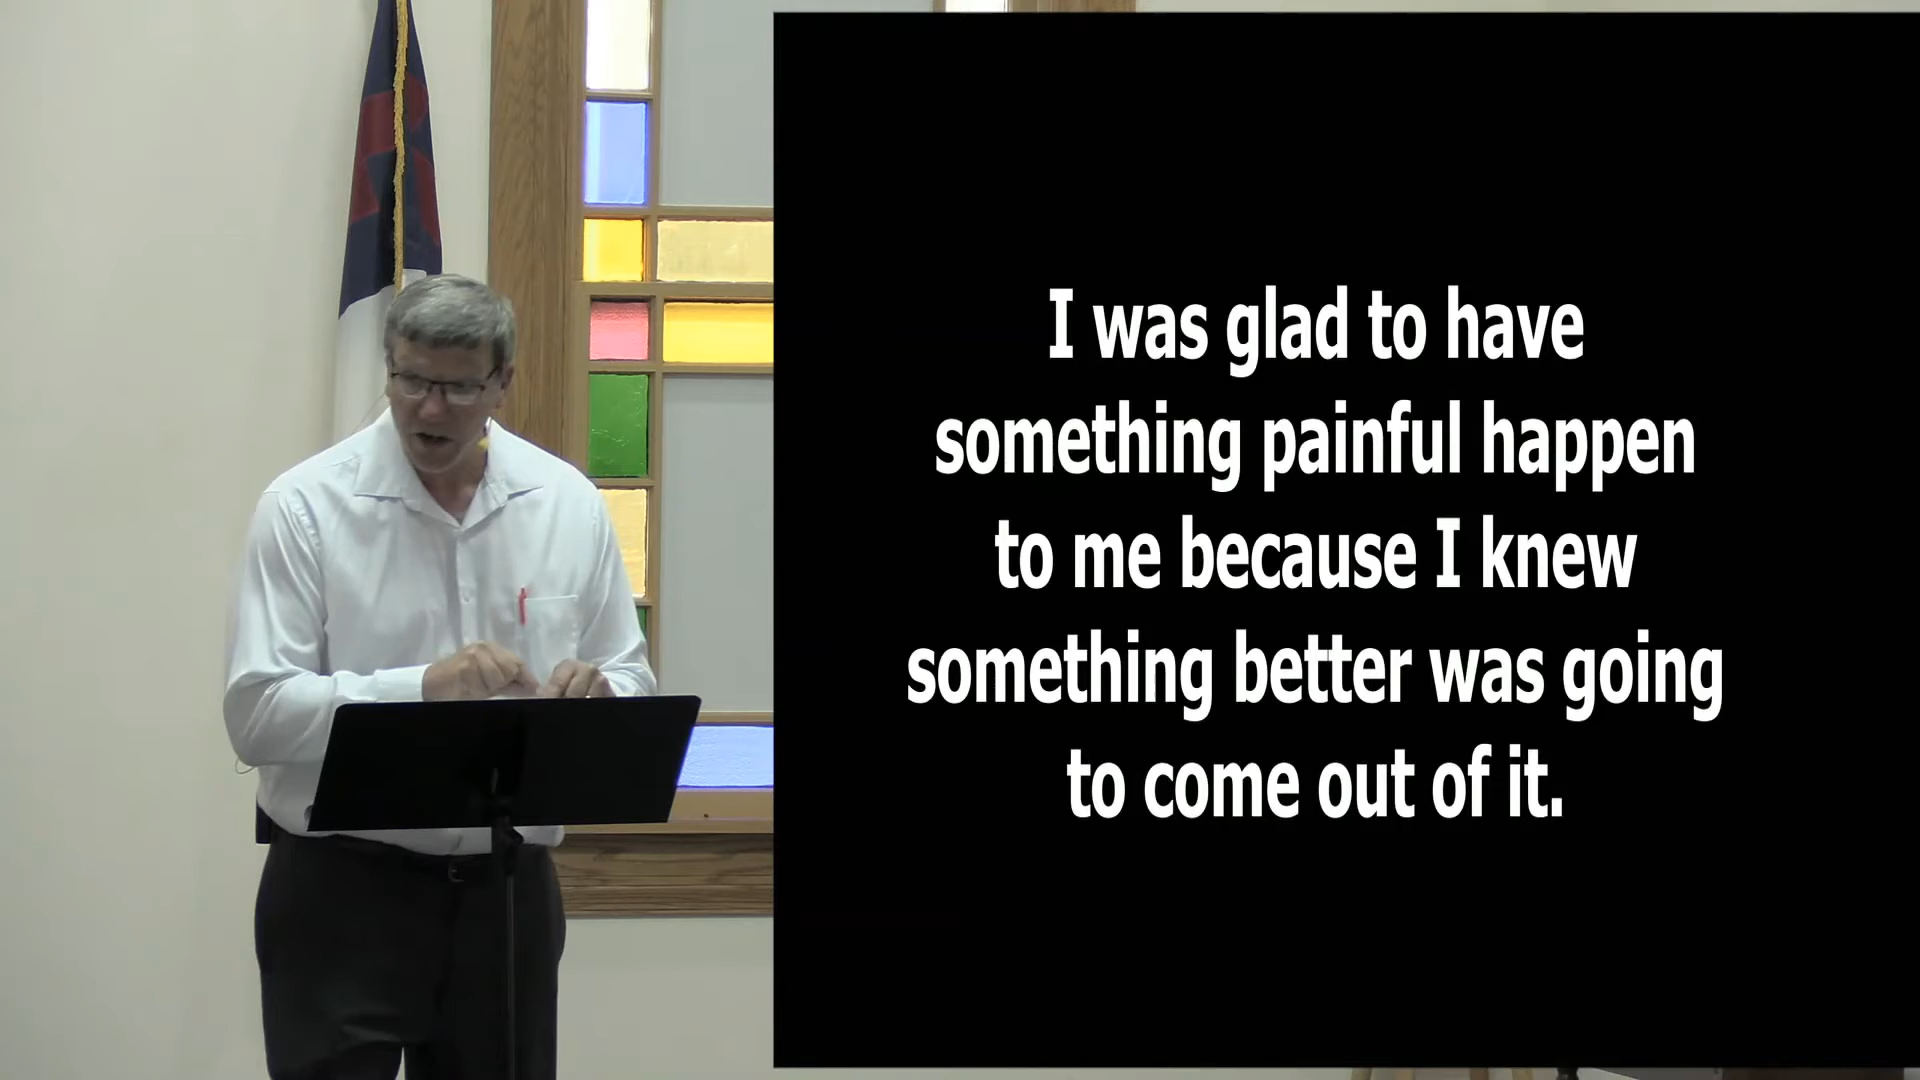 I was glad to have
something painful happen
to me because I knew
something better was going
to come out of it.